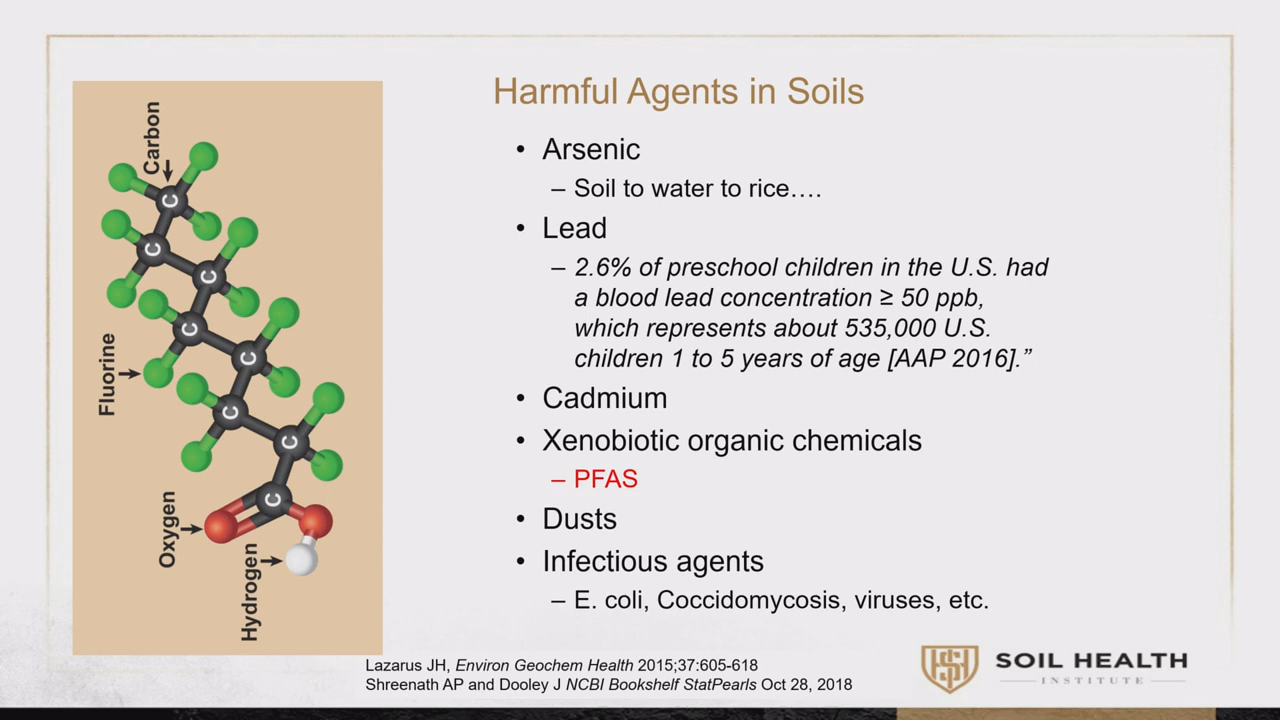 Harmful Agents in Soils
• Arsenic
– Soil to water to rice….
• Lead
– 2.6% of preschool children in the U.S. had
a blood lead concentration ≥ 50 ppb,
which represents about 535,000 U.S.
children 1 to 5 years of age [AAP 2016].”
• Cadmium
• Xenobiotic organic chemicals
– PFAS
• Dusts
• Infectious agents
– E. coli, Coccidomycosis, viruses, etc.
Carbon
C
C
C
C
C
C
C
C
Fluorine
Oxygen
Hydrogen
Lazarus JH, Environ Geochem Health 2015;37:605-618
Shreenath AP and Dooley J NCBI Bookshelf StatPearls Oct 28, 2018
SOIL HEALTH
INSTITUTE